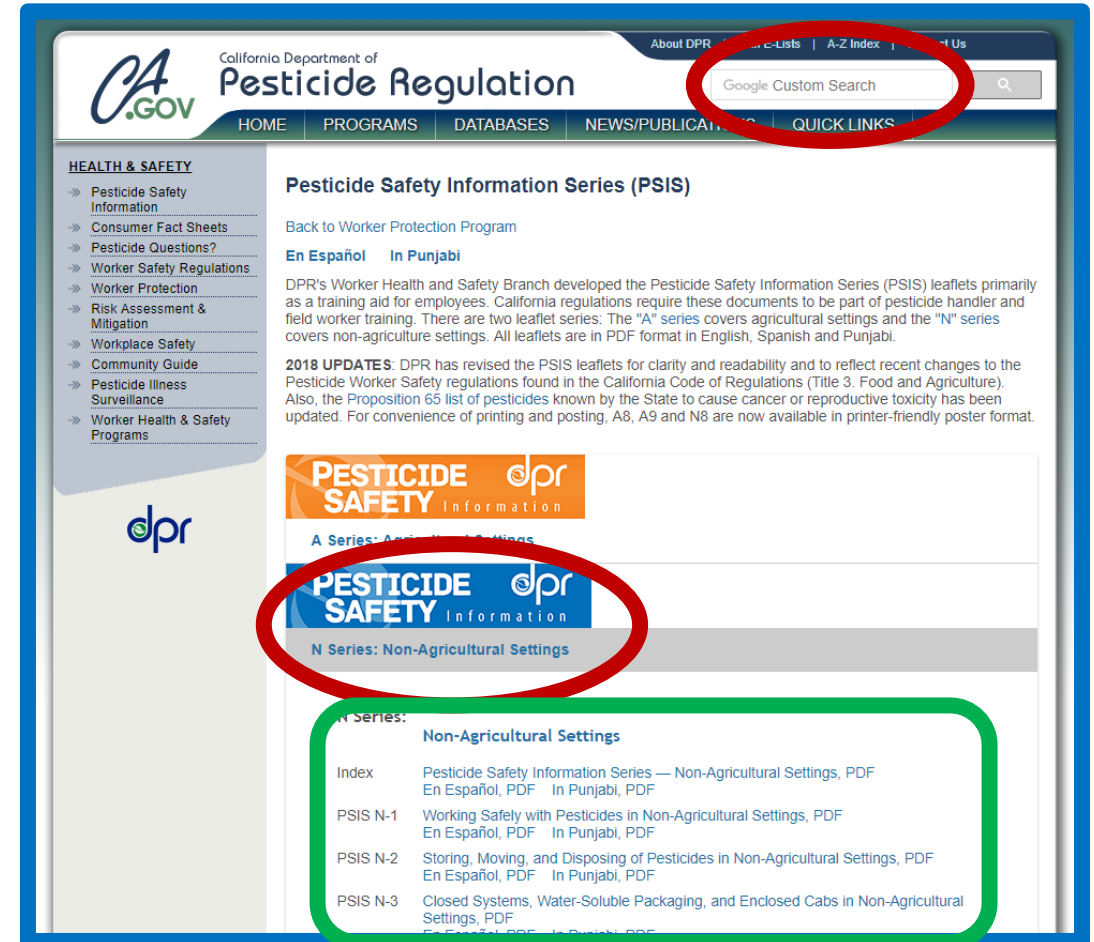 About DPR | E-Lists | A-Z Index | Us
CA.GOV
California Department of
Pesticide Regulation
Google Custom Search
HOME PROGRAMS DATABASES NEWS/PUBLICATIONS QUICK LINKS
HEALTH & SAFETY
Pesticide Safety
Information
Consumer Fact Sheets
Pesticide Questions?
Worker Safety Regulations
Worker Protection
Risk Assessment &
Mitigation
Workplace Safety
Community Guide
Pesticide Illness
Surveillance
Worker Health & Safety
Programs
dpr
Pesticide Safety Information Series (PSIS)
Back to Worker Protection Program
En Español In Punjabi
DPR's Worker Health and Safety Branch developed the Pesticide Safety Information Series (PSIS) leaflets primarily
as a training aid for employees. California regulations require these documents to be part of pesticide handler and
field worker training. There are two leaflet series: The "A" series covers agricultural settings and the "N" series
covers non-agriculture settings. All leaflets are in PDF format in English, Spanish and Punjabi.
2018 UPDATES: DPR has revised the PSIS leaflets for clarity and readability and to reflect recent changes to the
Pesticide Worker Safety regulations found in the California Code of Regulations (Title 3. Food and Agriculture).
Also, the Proposition 65 list of pesticides known by the State to cause cancer or reproductive toxicity has been
updated. For convenience of printing and posting, A8, A9 and N8 are now available in printer-friendly poster format.
PESTICIDE dpr
SAFETY Information
A Series: Agricultural Settings
PESTICIDE dpr
SAFETY Information
N Series: Non-Agricultural Settings
N Series:
Non-Agricultural Settings
Index Pesticide Safety Information Series — Non-Agricultural Settings, PDF
En Español, PDF In Punjabi, PDF
PSIS N-1 Working Safely with Pesticides in Non-Agricultural Settings, PDF
En Español, PDF In Punjabi, PDF
PSIS N-2 Storing, Moving, and Disposing of Pesticides in Non-Agricultural Settings, PDF
En Español, PDF In Punjabi, PDF
PSIS N-3 Closed Systems, Water-Soluble Packaging, and Enclosed Cabs in Non-Agricultural
Settings, PDF
En Español, PDF In Punjabi, PDF